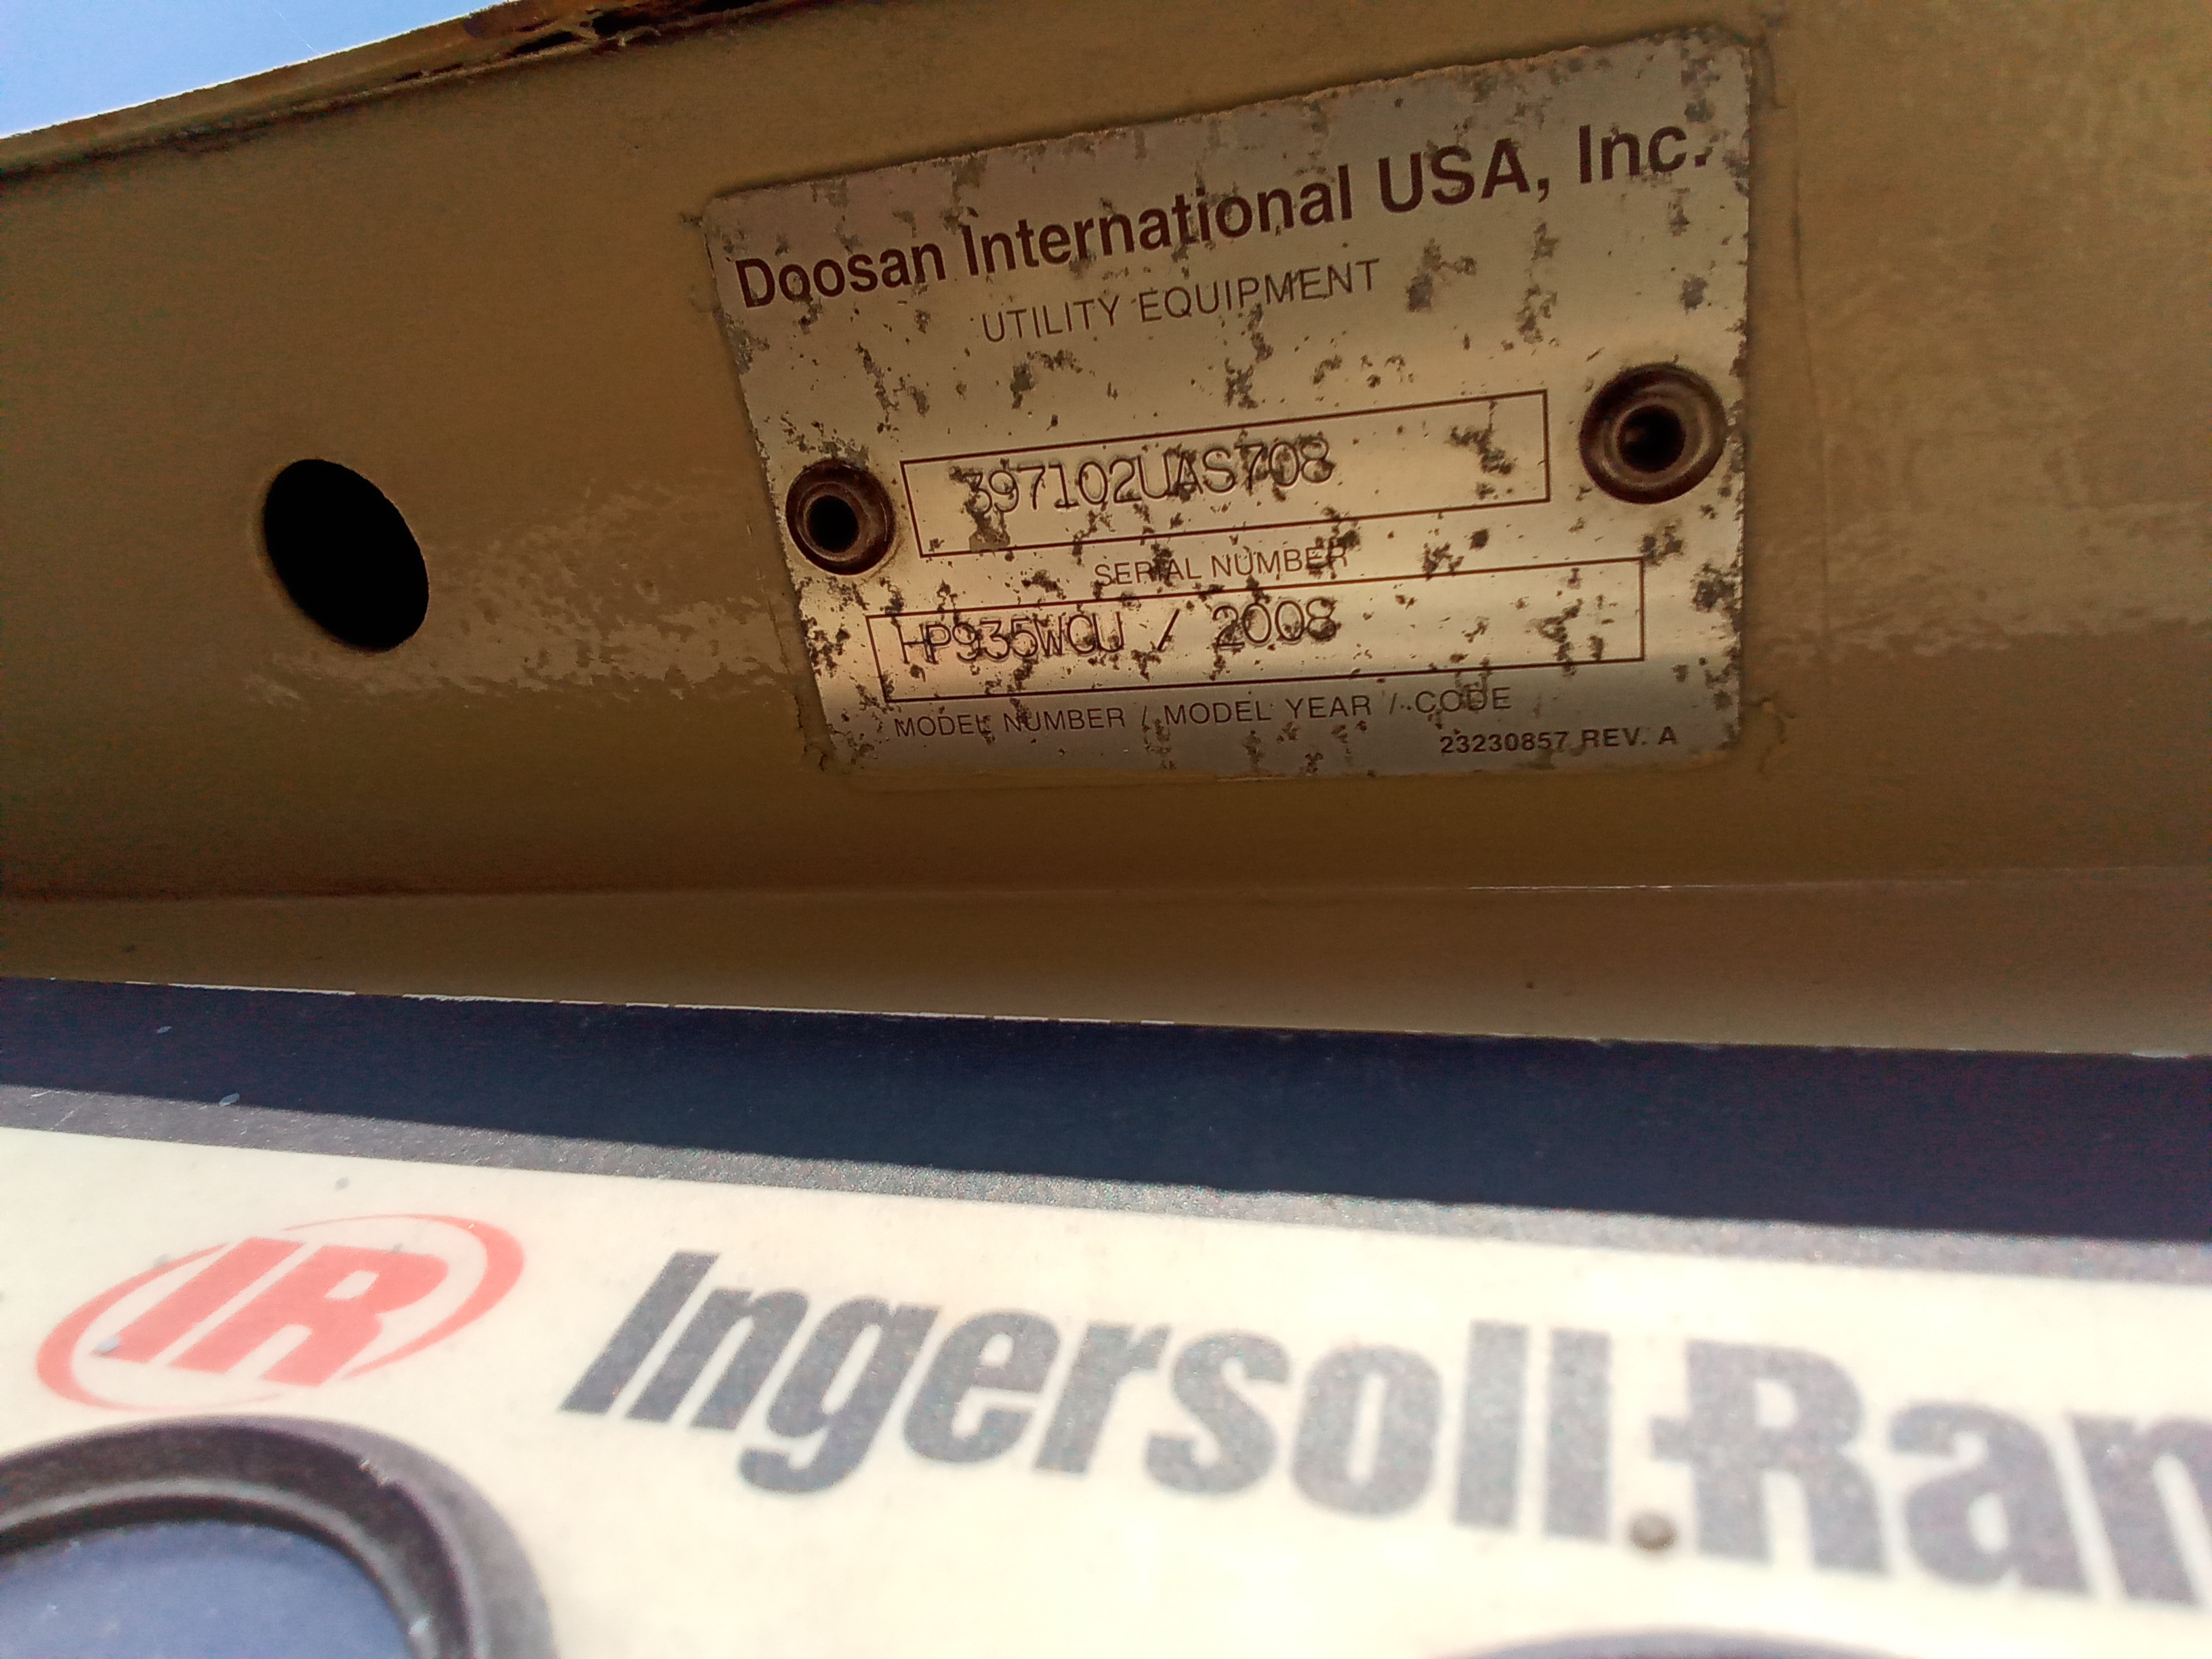 Doosan International USA, Inc.
UTILITY EQUIPMENT
397102UAS708
SERIAL NUMBER
HP935WCU / 2008
MODEL NUMBER / MODEL YEAR / CODE
23230857 REV. A
IR Ingersoll Ran